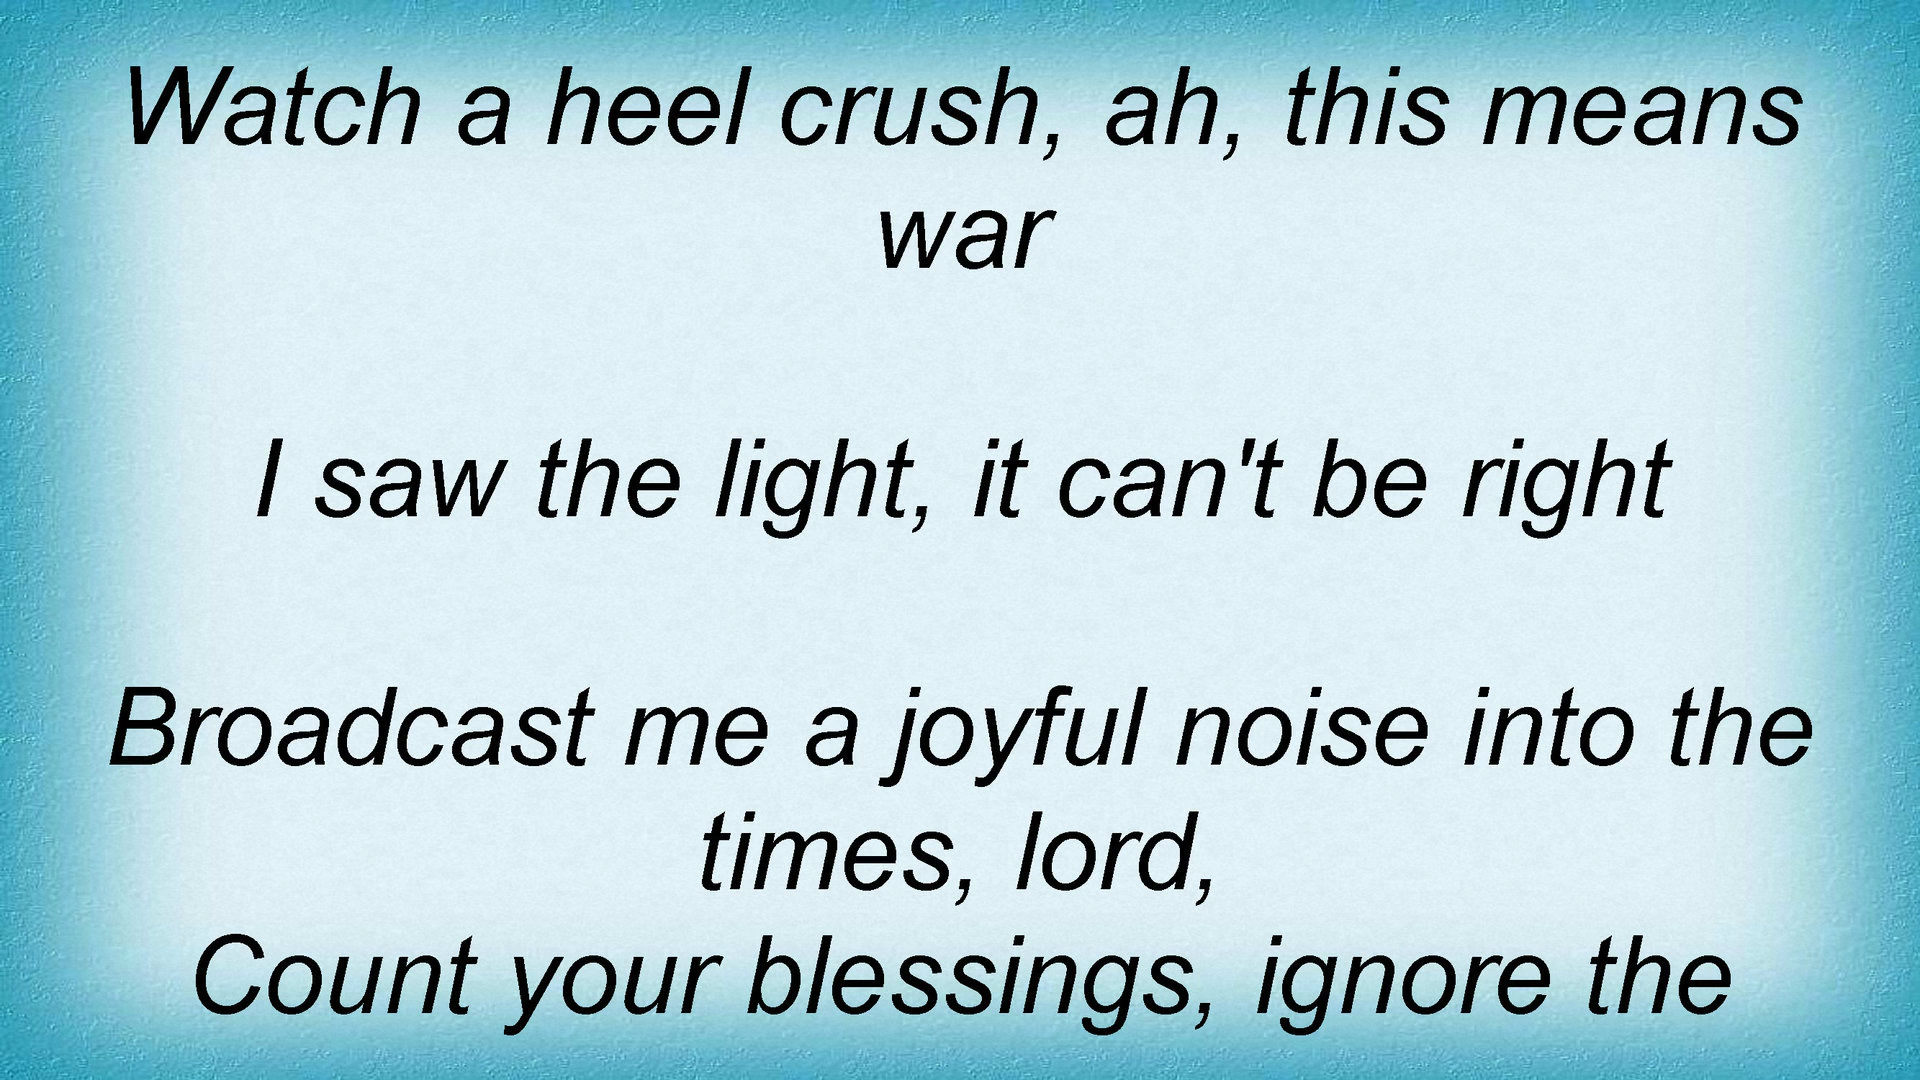 Watch a heel crush, ah, this means
war
I saw the light, it can't be right
Broadcast me a joyful noise into the
times, lord,
Count your blessings, ignore the